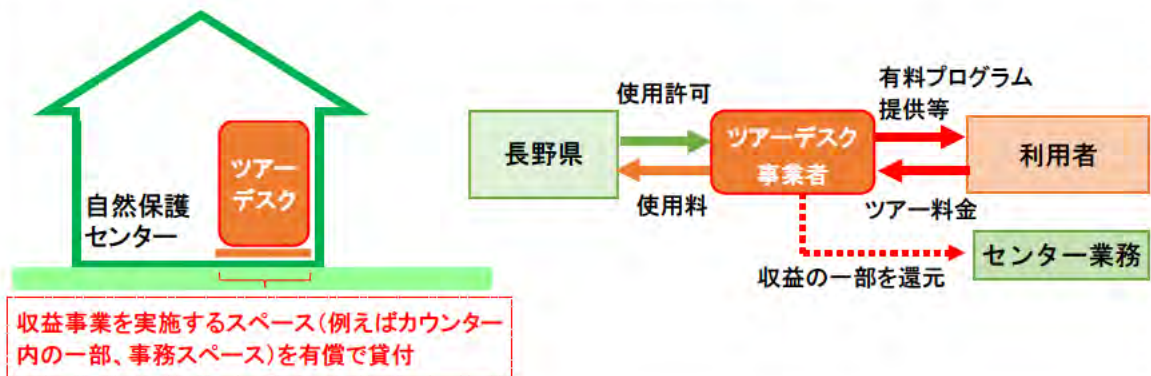 ツアー
デスク
自然保護
センター
収益事業を実施するスペース(例えばカウンター
内の一部、事務スペース)を有償で貸付
長野県
使用許可
使用料
ツアーデスク
事業者
有料プログラム
提供等
ツアー料金
利用者
収益の一部を還元
センター業務